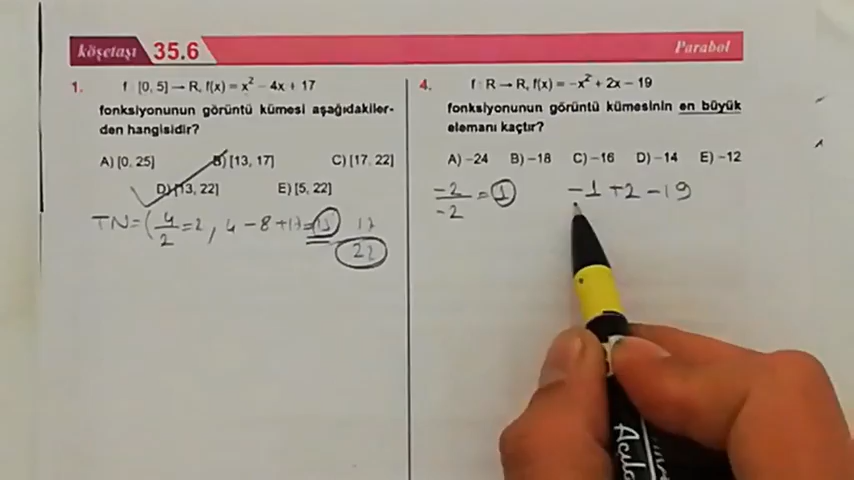 köşetaşı 35.6 Parabol
1. f : [0, 5] → R, f(x) = x² – 4x + 17
fonksiyonunun görüntü kümesi aşağıdakiler-
den hangisidir?
A) [0, 25] B) [13, 17] C) [17, 22]
D) [13, 22] E) [5, 22]
TN = ( 4/2 = 2, 4 – 8 + 17 = 13 17
22
4. f : R → R, f(x) = –x² + 2x – 19
fonksiyonunun görüntü kümesinin en büyük
elemanı kaçtır?
A) –24 B) –18 C) –16 D) –14 E) –12
–2/–2 = 1 –1 + 2 – 19